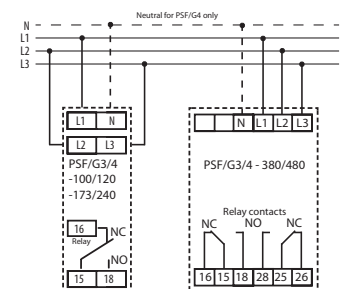 Neutral for PSF/G4 only
N
L1
L2
L3
L1 N
L2 L3
PSF/G3/4
-100/120
-173/240
16 NC
Relay
NO
15 18
N L1 L2 L3
PSF/G3/4 - 380/480
Relay contacts
NC NO NC
16 15 18 28 25 26